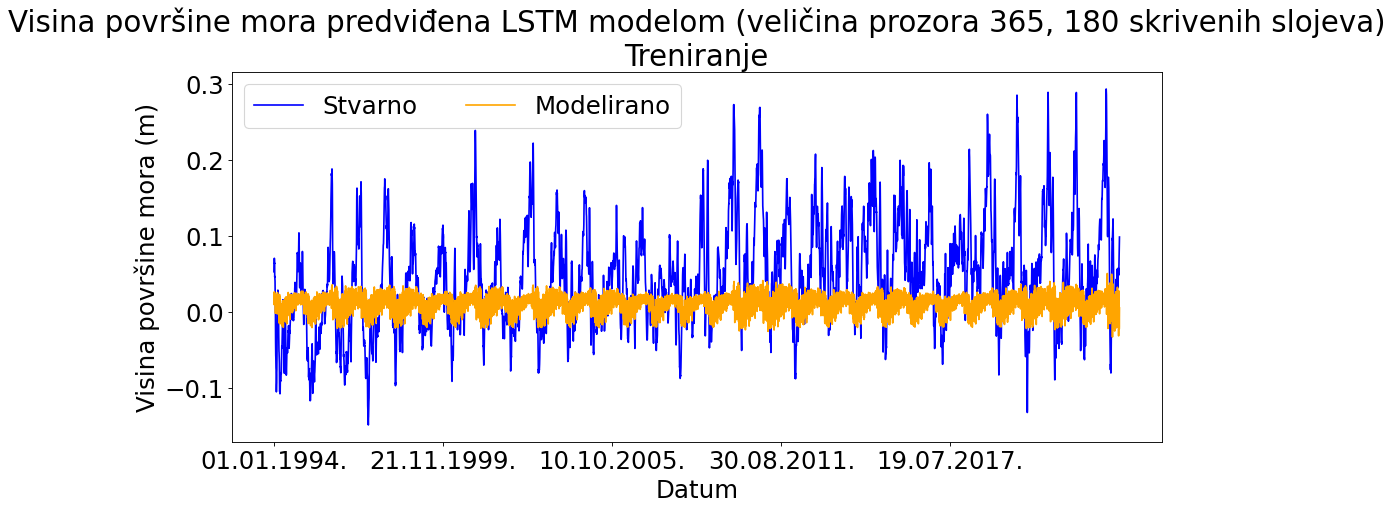 Visina površine mora predviđena LSTM modelom (veličina prozora 365, 180 skrivenih slojeva)
Treniranje
Stvarno
Modelirano
Visina površine mora (m)
0.3
0.2
0.1
0.0
−0.1
01.01.1994.
21.11.1999.
10.10.2005.
30.08.2011.
19.07.2017.
Datum